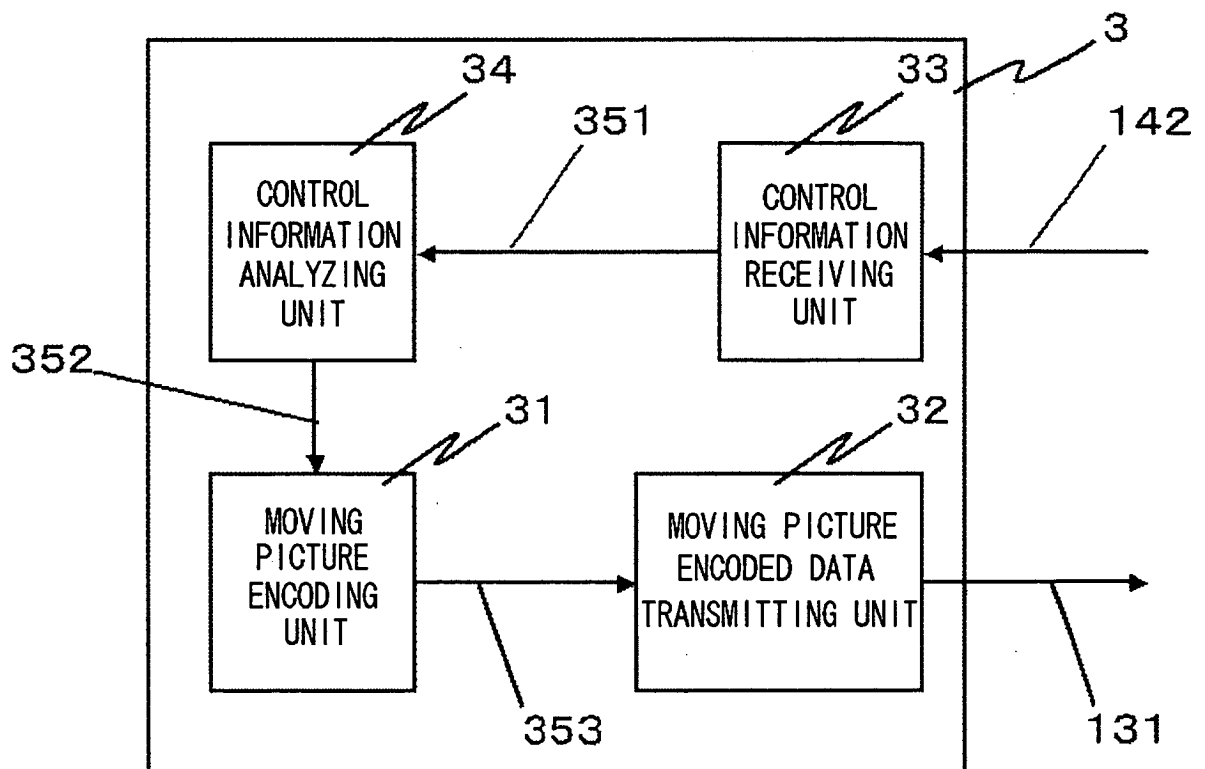 3
34
33
351
142
CONTROL
INFORMATION
ANALYZING
UNIT
CONTROL
INFORMATION
RECEIVING
UNIT
352
31
32
MOVING
PICTURE
ENCODING
UNIT
MOVING PICTURE
ENCODED DATA
TRANSMITTING UNIT
353
131